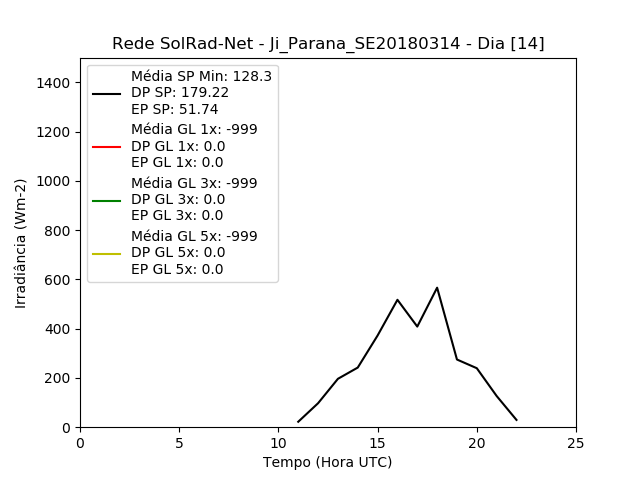 Rede SolRad-Net - Ji_Parana_SE20180314 - Dia [14]
Média SP Min: 128.3
DP SP: 179.22
EP SP: 51.74
Média GL 1x: -999
DP GL 1x: 0.0
EP GL 1x: 0.0
Média GL 3x: -999
DP GL 3x: 0.0
EP GL 3x: 0.0
Média GL 5x: -999
DP GL 5x: 0.0
EP GL 5x: 0.0
Irradiância (Wm-2)
1400
1200
1000
800
600
400
200
0
0 5 10 15 20 25
Tempo (Hora UTC)